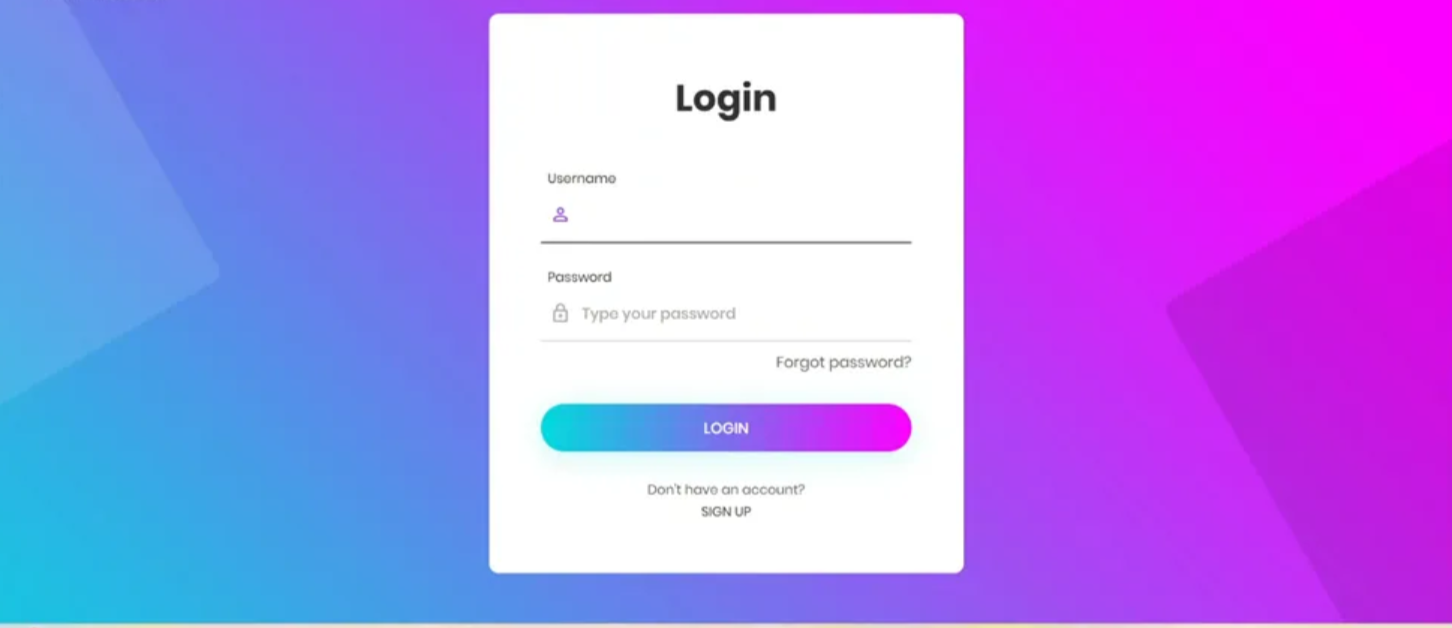 Login
Username
Password
Type your password
Forgot password?
LOGIN
Don't have an account?
SIGN UP